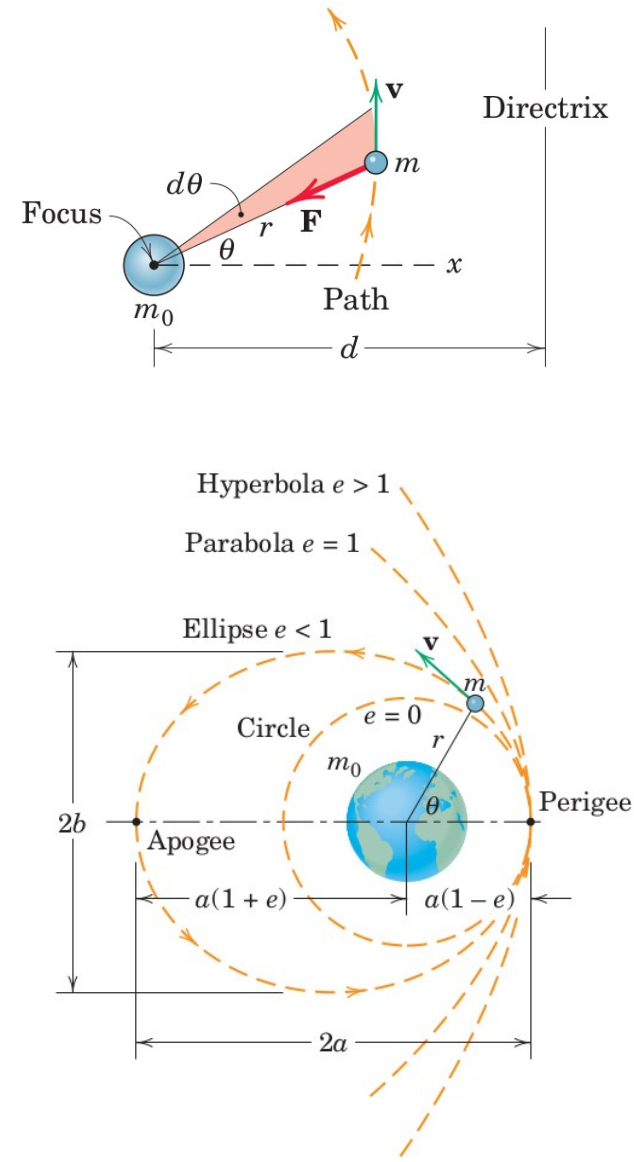 v
Directrix
m
dθ
Focus
r
F
θ
x
m0
Path
d
Hyperbola e > 1
Parabola e = 1
Ellipse e < 1
v
m
e = 0
Circle
r
m0
θ
Perigee
2b
Apogee
a(1 + e)
a(1 − e)
2a